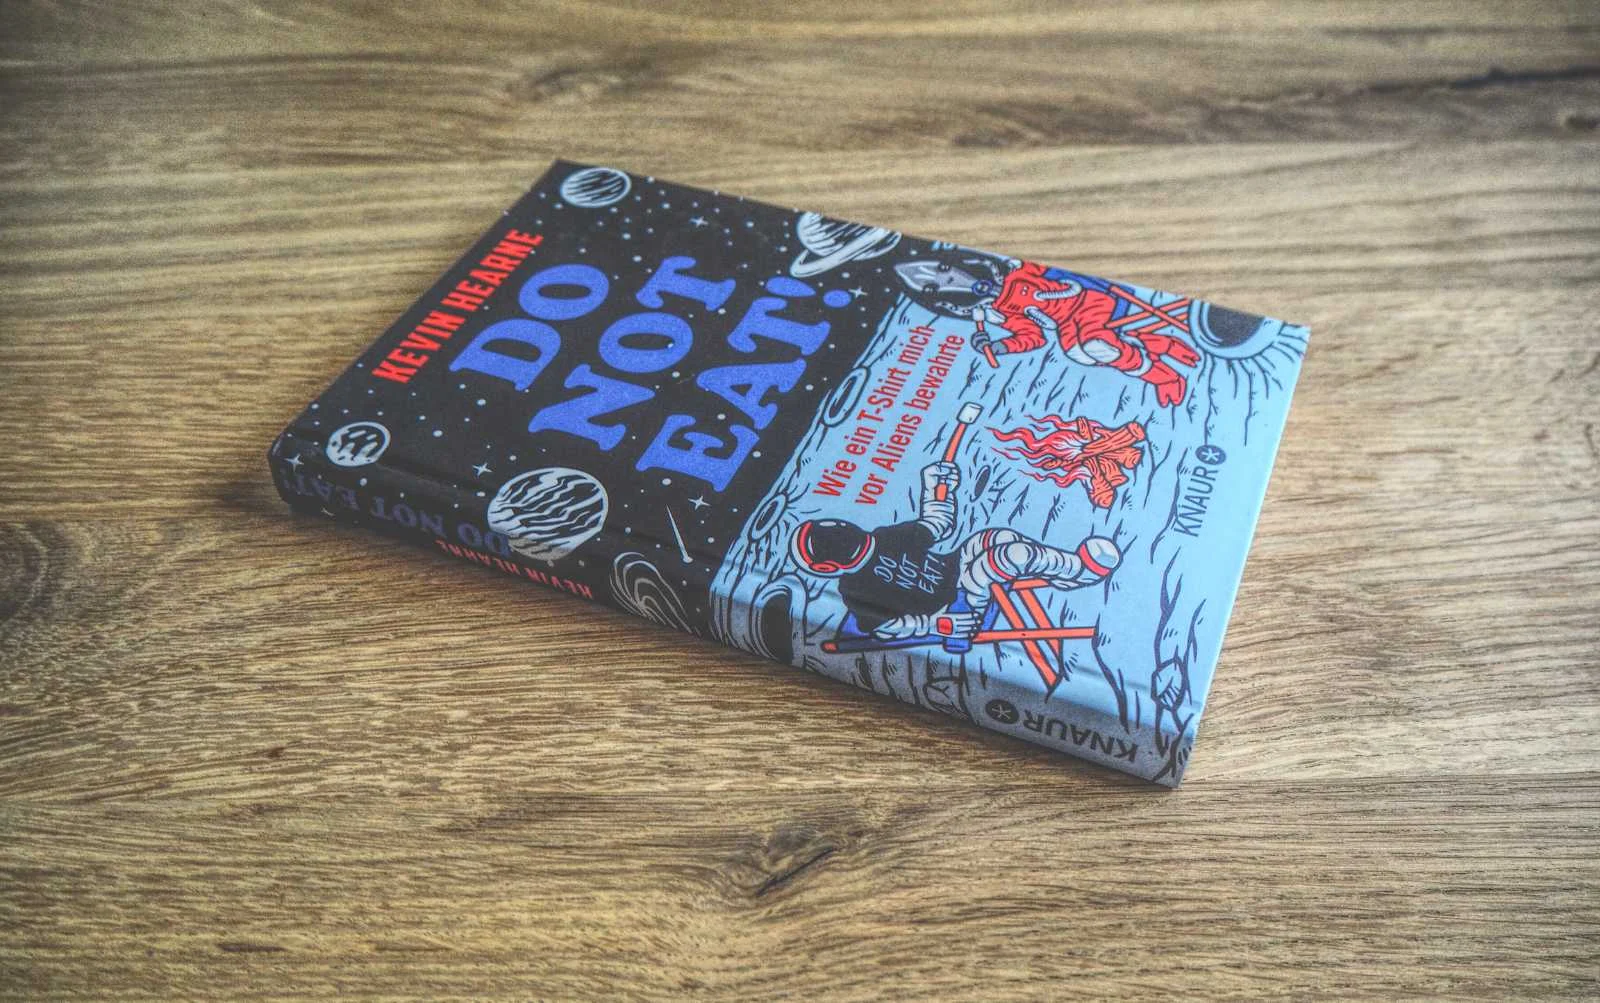 KEVIN HEARNE
DO
NOT
EAT!
Wie ein T-Shirt mich
vor Aliens bewahrte
DO
NOT
EAT!
KNAUR
KEVIN HEARNE
DO NOT EAT!
KNAUR